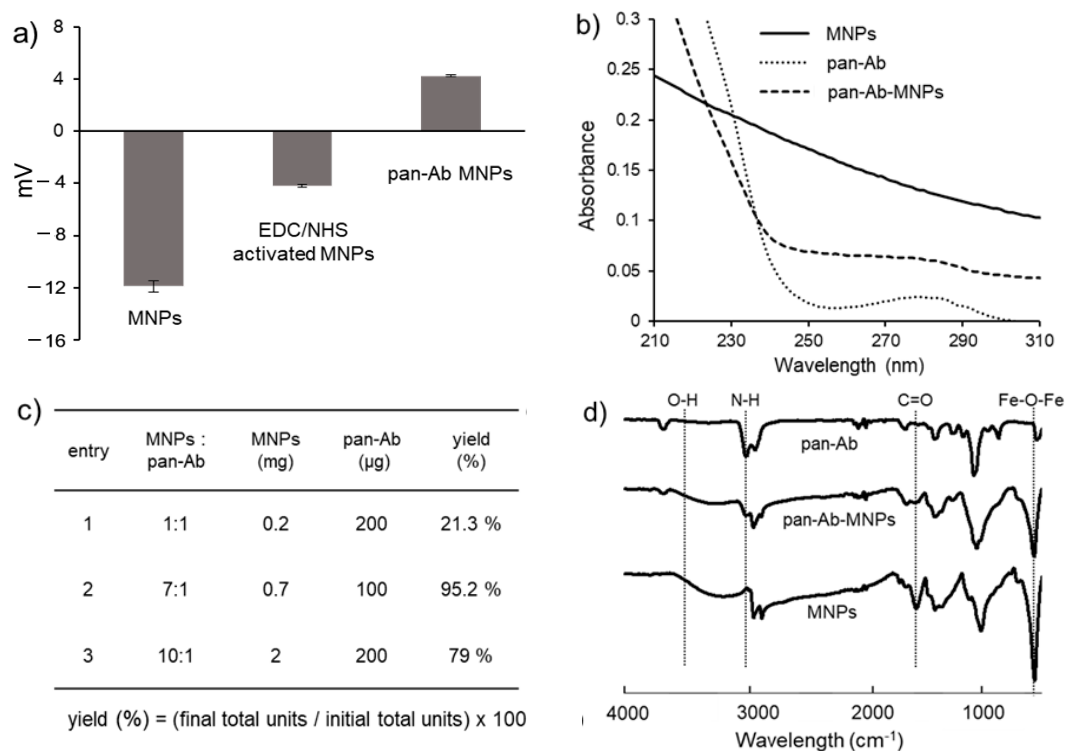 a)
8
4
0
−4
−8
−12
−16
mV
MNPs
EDC/NHS
activated MNPs
pan-Ab MNPs
b)
0.3
0.25
0.2
0.15
0.1
0.05
0
Absorbance
MNPs
pan-Ab
pan-Ab-MNPs
210 230 250 270 290 310
Wavelength (nm)
c)
entry MNPs : pan-Ab MNPs (mg) pan-Ab (µg) yield (%)
1 1:1 0.2 200 21.3 %
2 7:1 0.7 100 95.2 %
3 10:1 2 200 79 %
yield (%) = (final total units / initial total units) x 100
d)
O-H N-H C=O Fe-O-Fe
pan-Ab
pan-Ab-MNPs
MNPs
4000 3000 2000 1000
Wavelength (cm⁻¹)